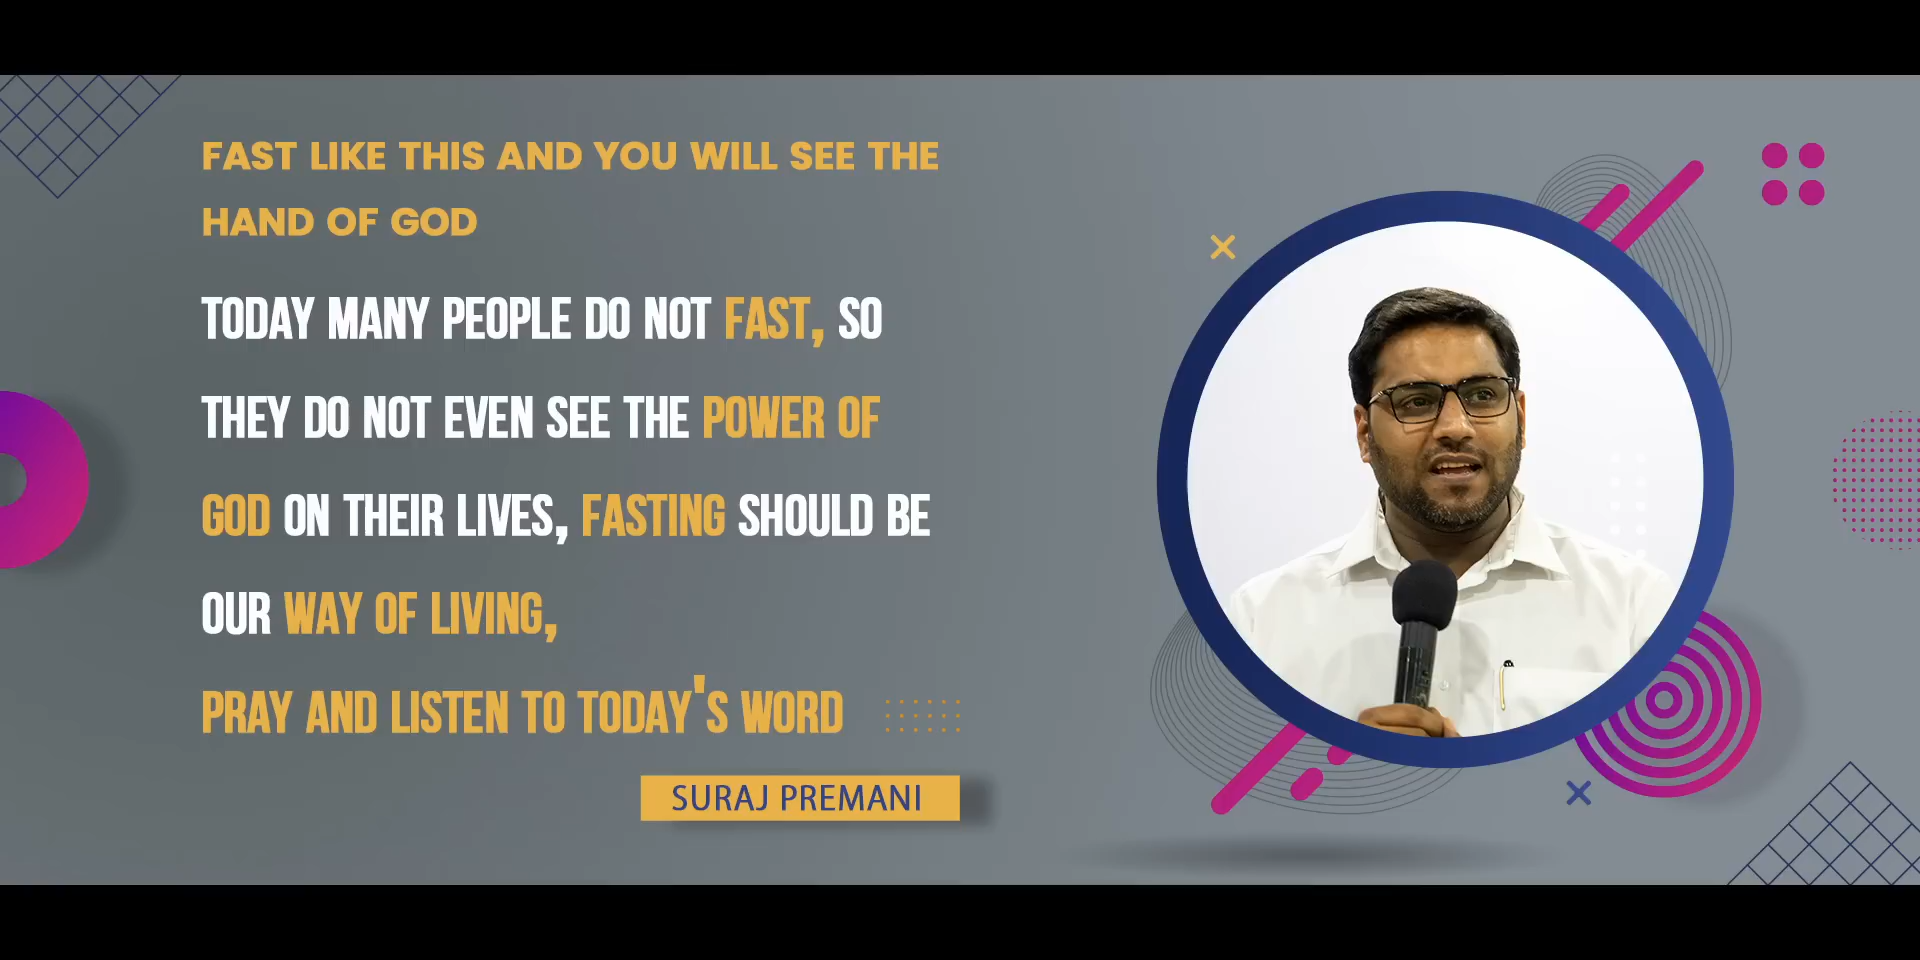 FAST LIKE THIS AND YOU WILL SEE THE
HAND OF GOD
TODAY MANY PEOPLE DO NOT FAST, SO
THEY DO NOT EVEN SEE THE POWER OF
GOD ON THEIR LIVES, FASTING SHOULD BE
OUR WAY OF LIVING,
PRAY AND LISTEN TO TODAY'S WORD
SURAJ PREMANI